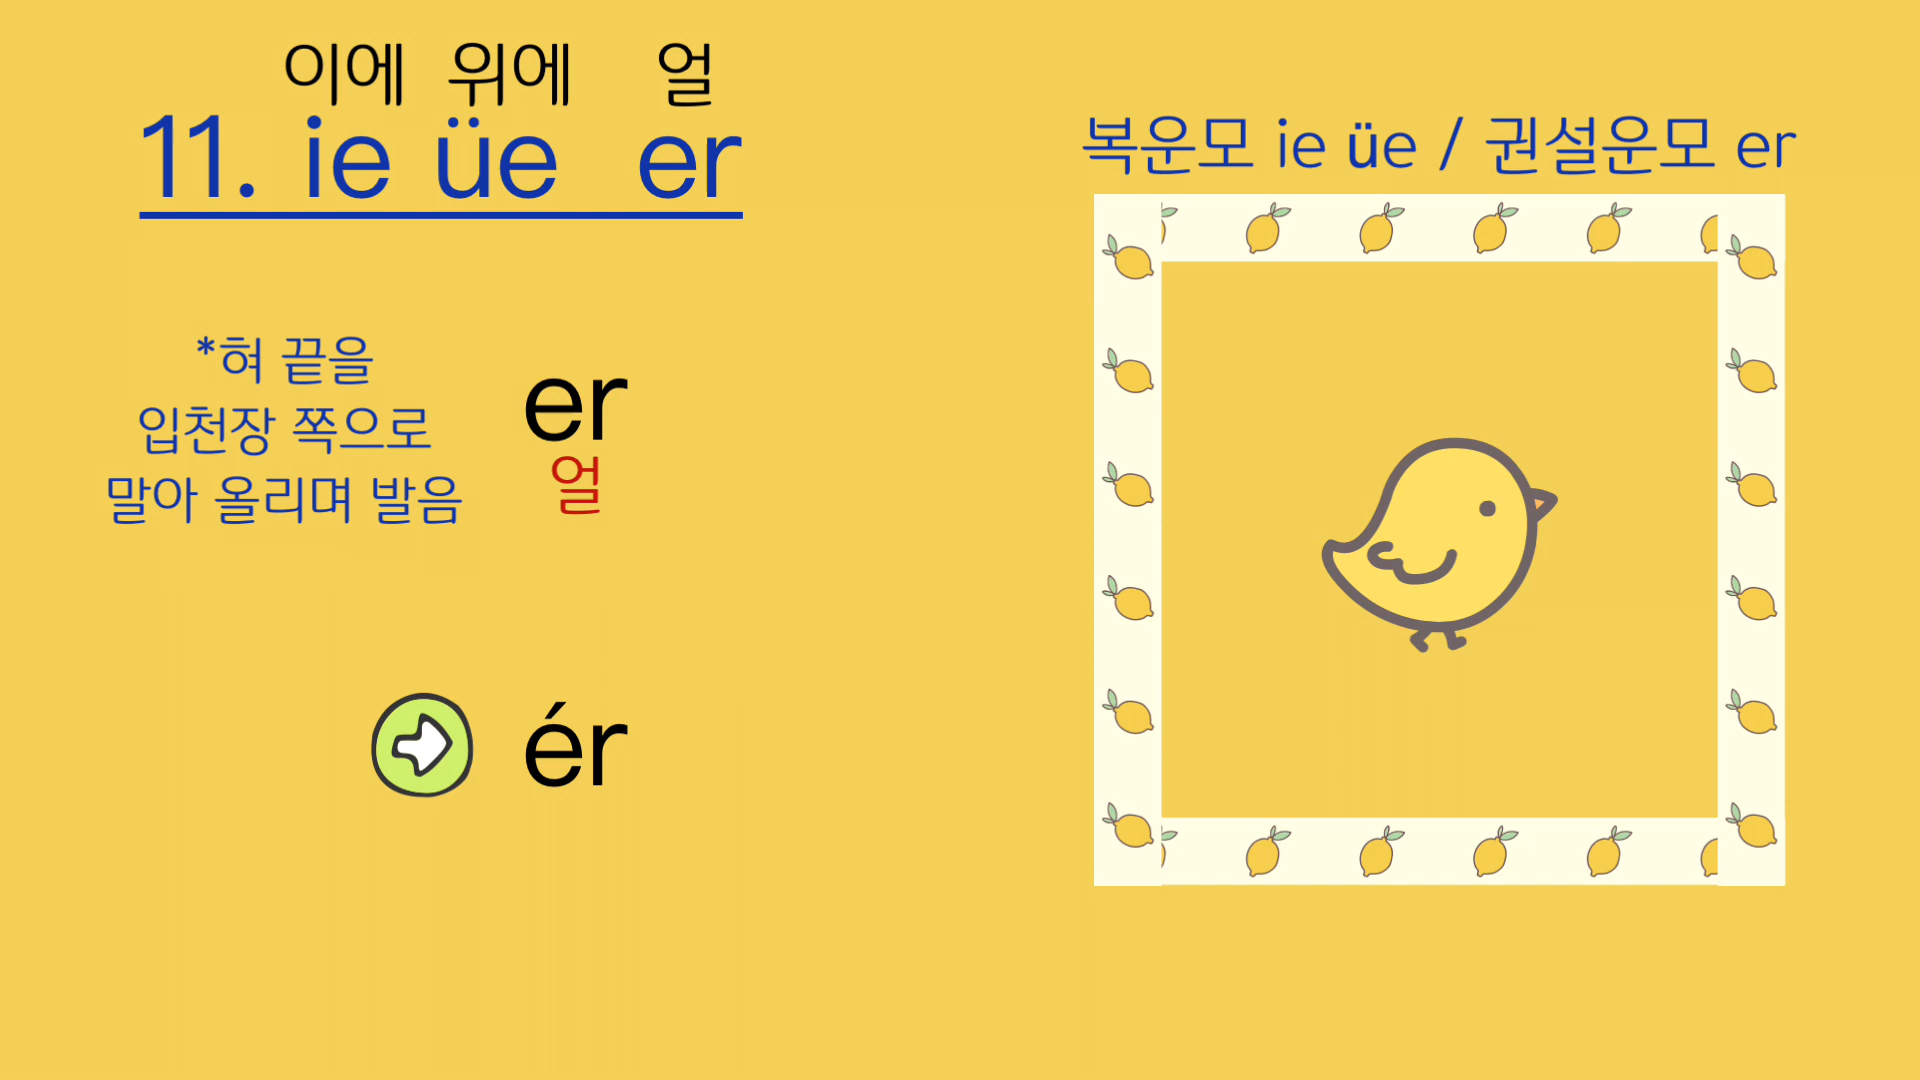 이에 위에 얼
11. ie üe er
복운모 ie üe / 권설운모 er
*혀 끝을
입천장 쪽으로
말아 올리며 발음
er
얼
ér